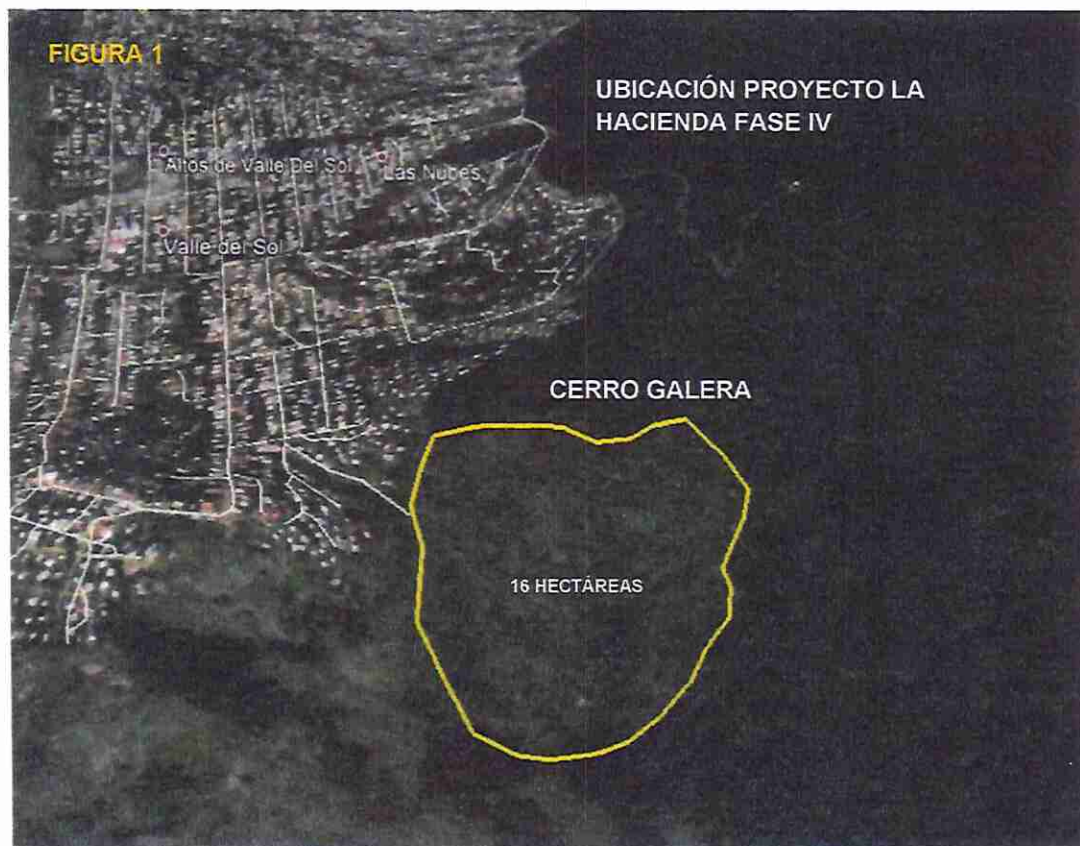 FIGURA 1
UBICACIÓN PROYECTO LA
HACIENDA FASE IV
Altos de Valle Del Sol
Las Nubes
Valle del Sol
CERRO GALERA
16 HECTÁREAS